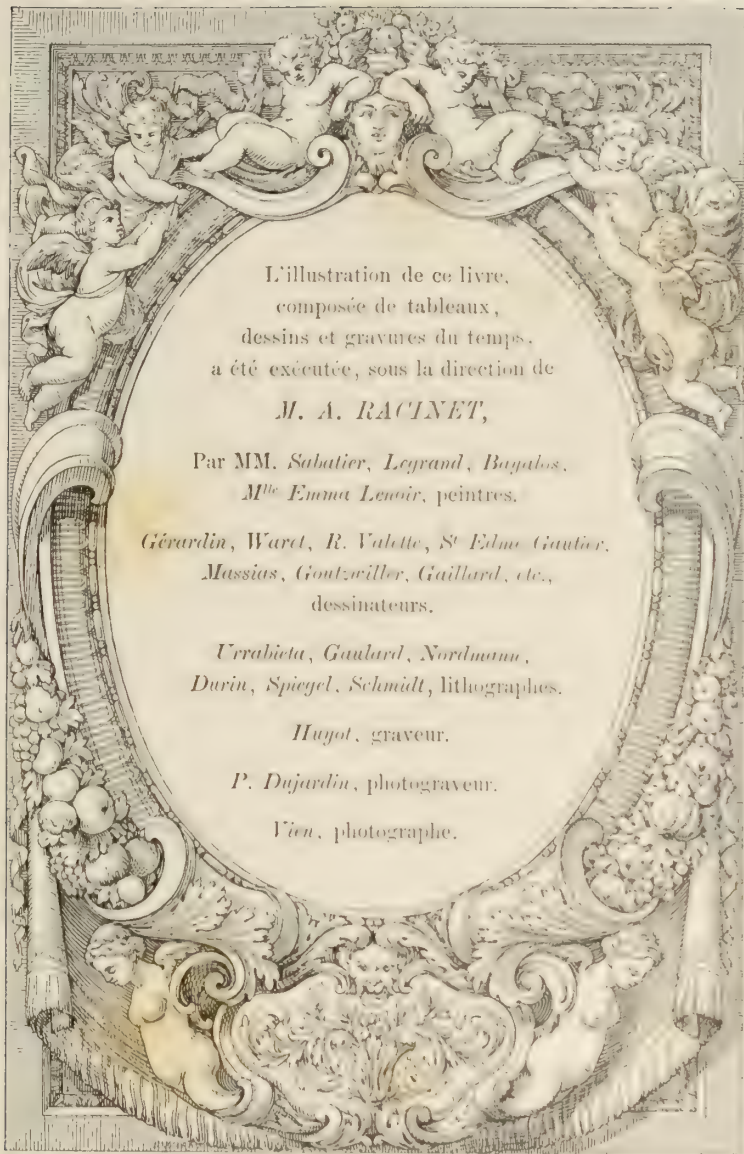 L'illustration de ce livre,
composée de tableaux,
dessins et gravures du temps,
a été exécutée, sous la direction de
M. A. RACINET,
Par MM. Sabatier, Legrand, Bagalos,
Mlle Emma Lenoir, peintres.
Gérardin, Waret, R. Valette, St Edme Gautier,
Massias, Goutzwiller, Gaillard, etc.,
dessinateurs.
Urrabieta, Gaulard, Nordmann,
Durin, Spiegel, Schmidt, lithographes.
Huyot, graveur.
P. Dujardin, photograveur.
Vien, photographe.